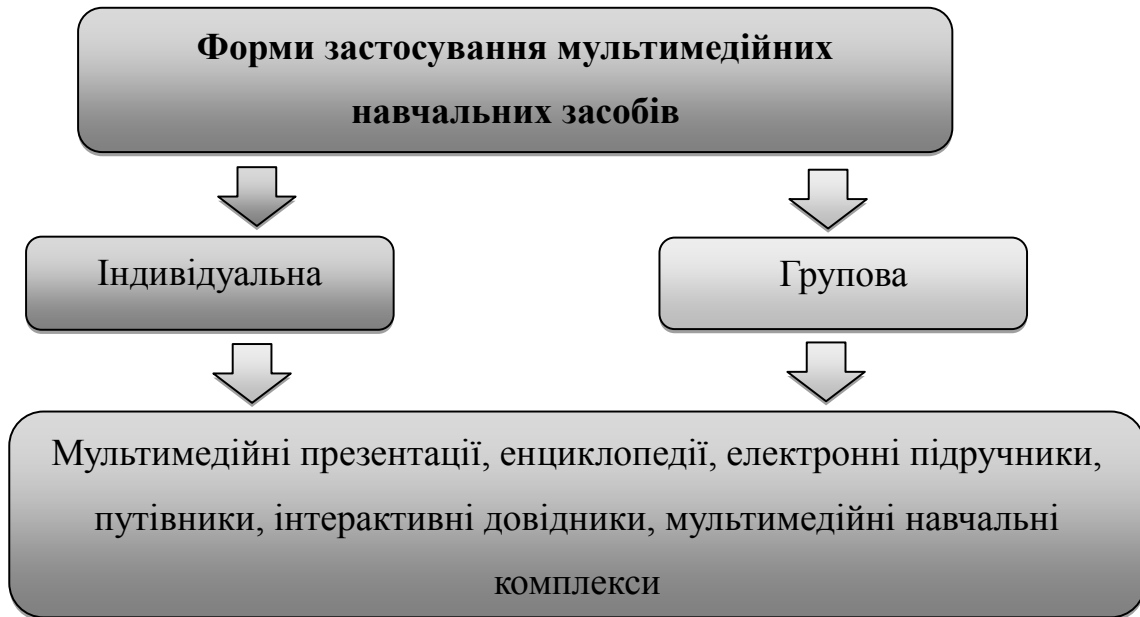 Форми застосування мультимедійних
навчальних засобів
Індивідуальна
Групова
Мультимедійні презентації, енциклопедії, електронні підручники,
путівники, інтерактивні довідники, мультимедійні навчальні
комплекси